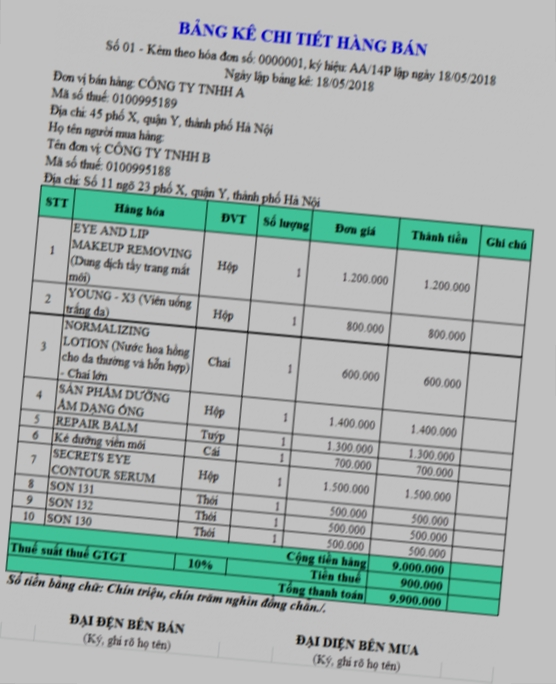 BẢNG KÊ CHI TIẾT HÀNG BÁN
Số 01 - Kèm theo hóa đơn số: 0000001, ký hiệu: AA/14P lập ngày 18/05/2018
Ngày lập bảng kê: 18/05/2018
Đơn vị bán hàng: CÔNG TY TNHH A
Mã số thuế: 0100995189
Địa chỉ: 45 phố X, quận Y, thành phố Hà Nội
Họ tên người mua hàng:
Tên đơn vị: CÔNG TY TNHH B
Mã số thuế: 0100995188
Địa chỉ: Số 11 ngõ 23 phố X, quận Y, thành phố Hà Nội
STT Hàng hóa ĐVT Số lượng Đơn giá Thành tiền Ghi chú
EYE AND LIP
MAKEUP REMOVING
(Dung dịch tẩy trang mắt
môi)
1 Hộp 1 1.200.000 1.200.000
YOUNG - X3 (Viên uống
trắng da)
2 Hộp 1 800.000 800.000
NORMALIZING
LOTION (Nước hoa hồng
cho da thường và hỗn hợp)
- Chai lớn
3 Chai 1 600.000 600.000
SẢN PHẨM DƯỠNG
ẨM DẠNG ỐNG
4 Hộp 1 1.400.000 1.400.000
5 REPAIR BALM Tuýp 1 1.300.000 1.300.000
6 Kẻ dưỡng viền môi Cái 1 700.000 700.000
SECRETS EYE
CONTOUR SERUM
7 Hộp 1 1.500.000 1.500.000
8 SON 131 Thỏi 1 500.000 500.000
9 SON 132 Thỏi 1 500.000 500.000
10 SON 130 Thỏi 1 500.000 500.000
Cộng tiền hàng 9.000.000
Thuế suất thuế GTGT 10% Tiền thuế 900.000
Tổng thanh toán 9.900.000
Số tiền bằng chữ: Chín triệu, chín trăm nghìn đồng chẵn./.
ĐẠI ĐỆN BÊN BÁN
(Ký, ghi rõ họ tên)
ĐẠI DIỆN BÊN MUA
(Ký, ghi rõ họ tên)